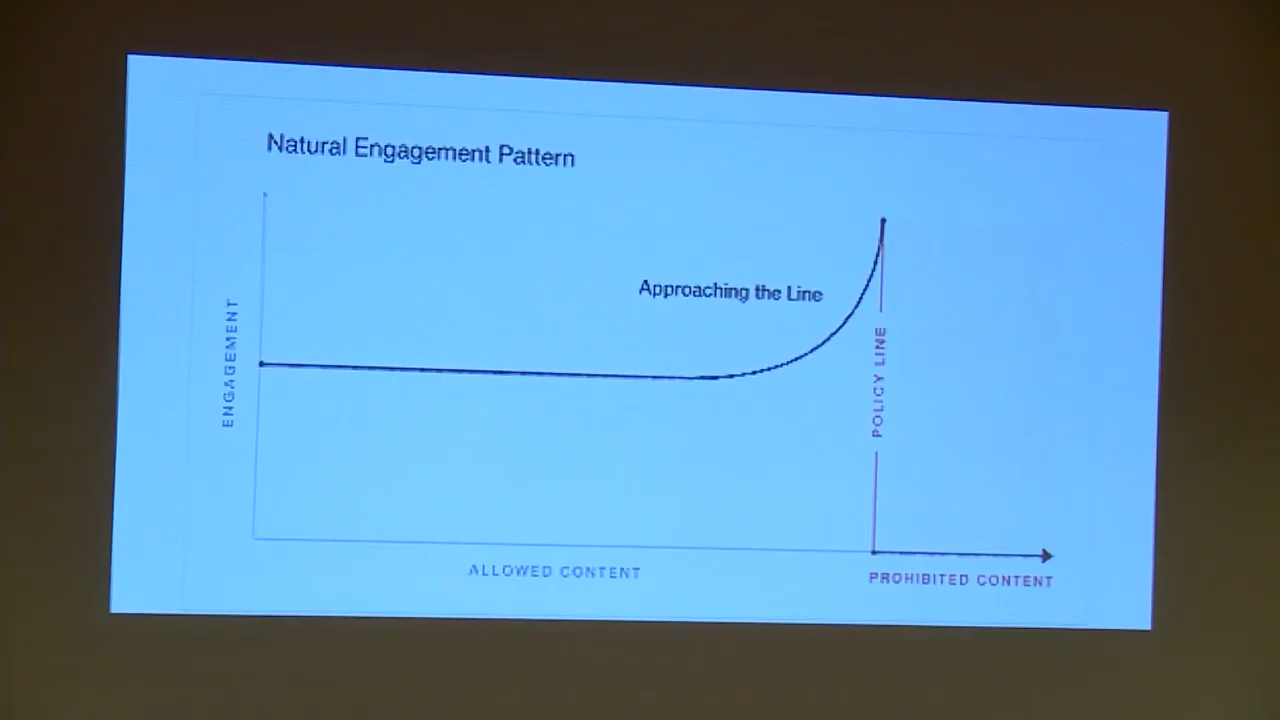 Natural Engagement Pattern
Approaching the Line
ENGAGEMENT
POLICY LINE
ALLOWED CONTENT
PROHIBITED CONTENT